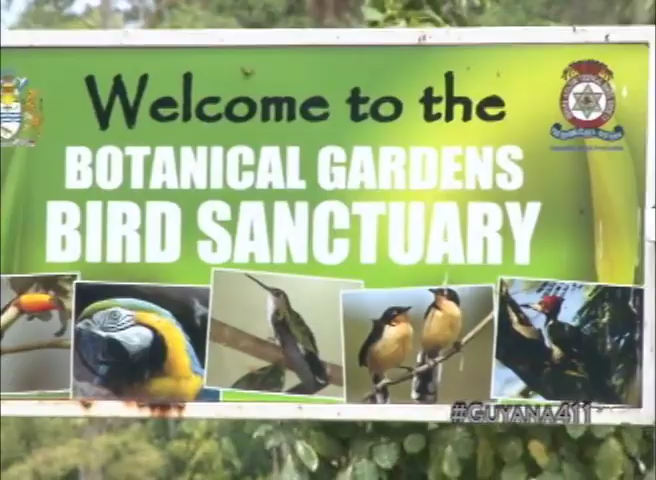 Welcome to the
BOTANICAL GARDENS
BIRD SANCTUARY
#GUYANA411